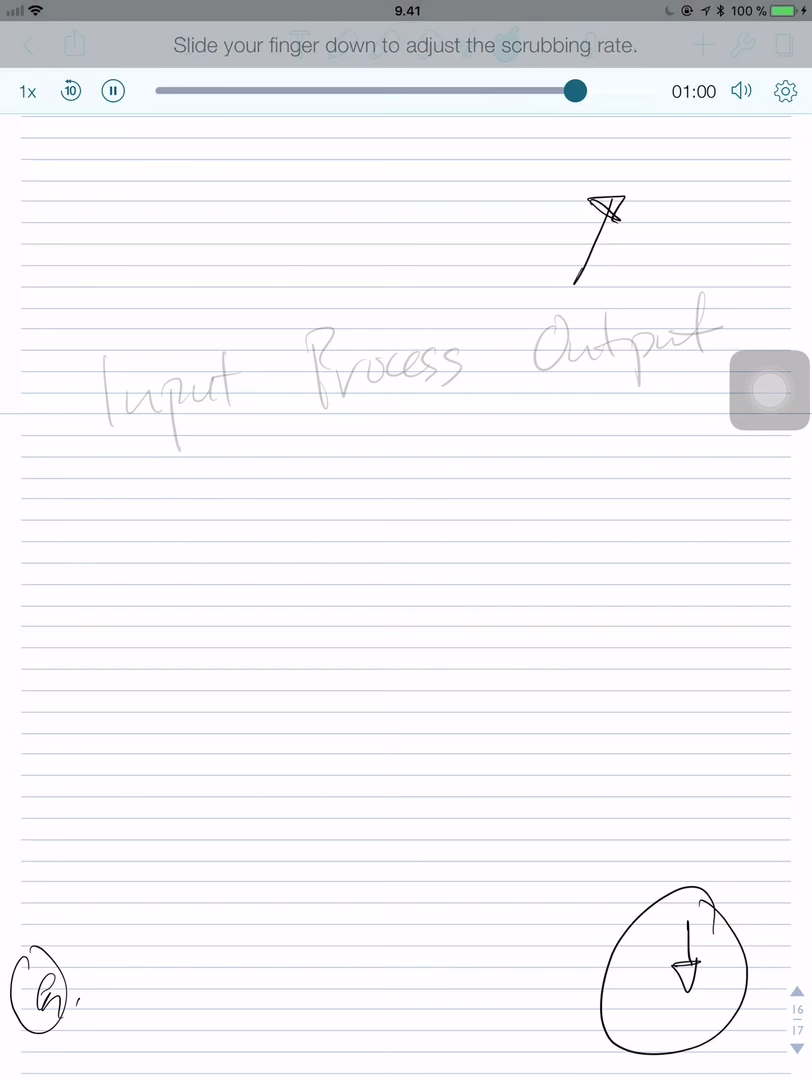 9.41
100 %
Slide your finger down to adjust the scrubbing rate.
1x
10
01:00
Input Process Output
16
17